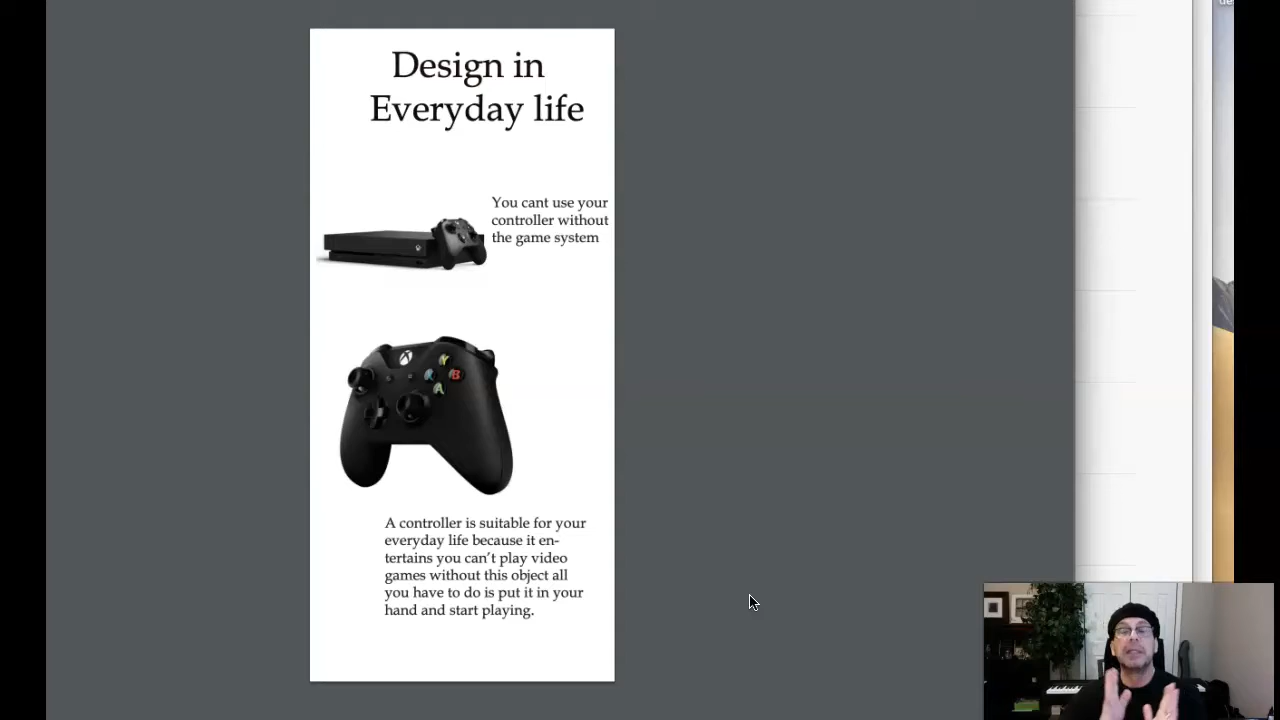 Design in
Everyday life
You cant use your
controller without
the game system
Y
X
B
A
A controller is suitable for your
everyday life because it en-
tertains you can’t play video
games without this object all
you have to do is put it in your
hand and start playing.